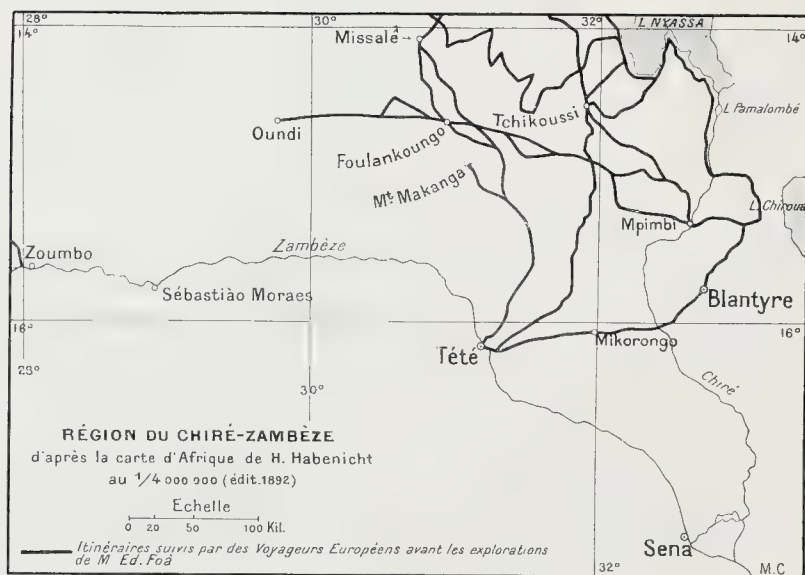 28° 30° 32°
14° 14°
L NYASSA
Missalé
L Pamalombé
Tchikoussi
Oundi
Foulankoungo
Mt. Makanga
L. Chiroua
Mpimbi
Zoumbo
Zambèze
Sébastiào Moraes
Blantyre
16° 16°
Tété
Mikorongo
23°
30°
Chiré
RÉGION DU CHIRÉ-ZAMBÈZE
d'après la carte d'Afrique de H. Habenicht
au 1/4 000 000 (édit.1892)
Echelle
0 20 50 100 Kil.
Sena
Itinéraires suivis par des Voyageurs Européens avant les explorations
de M Ed. Foà
32°
M.C